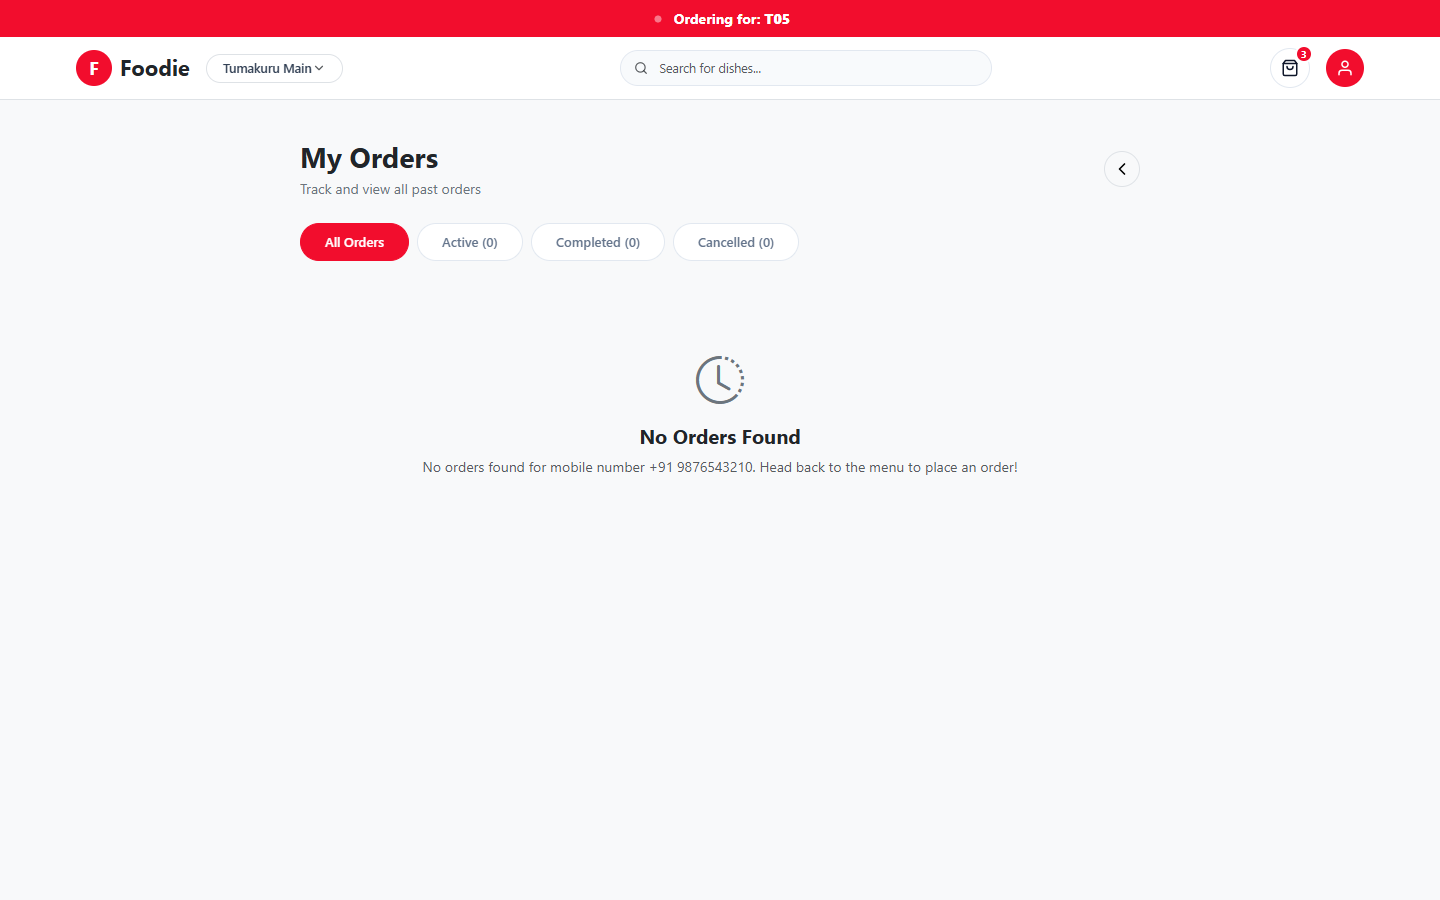 Ordering for: T05
F Foodie Tumakuru Main Search for dishes... 3
My Orders
Track and view all past orders
All Orders Active (0) Completed (0) Cancelled (0)
No Orders Found
No orders found for mobile number +91 9876543210. Head back to the menu to place an order!